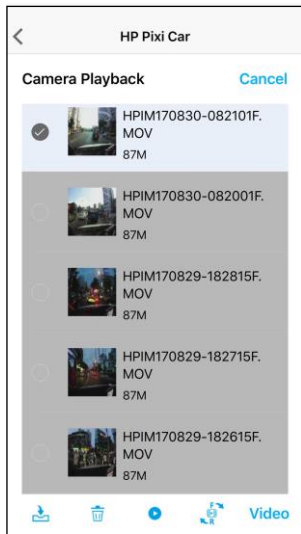 HP Pixi Car
Camera Playback Cancel
HPIM170830-082101F.
MOV
87M
HPIM170830-082001F.
MOV
87M
HPIM170829-182815F.
MOV
87M
HPIM170829-182715F.
MOV
87M
HPIM170829-182615F.
MOV
87M
F
R
Video